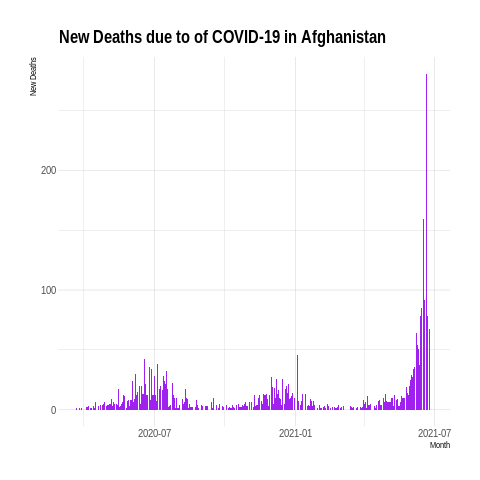 New Deaths due to of COVID-19 in Afghanistan
New Deaths
200
100
0
2020-07
2021-01
2021-07
Month